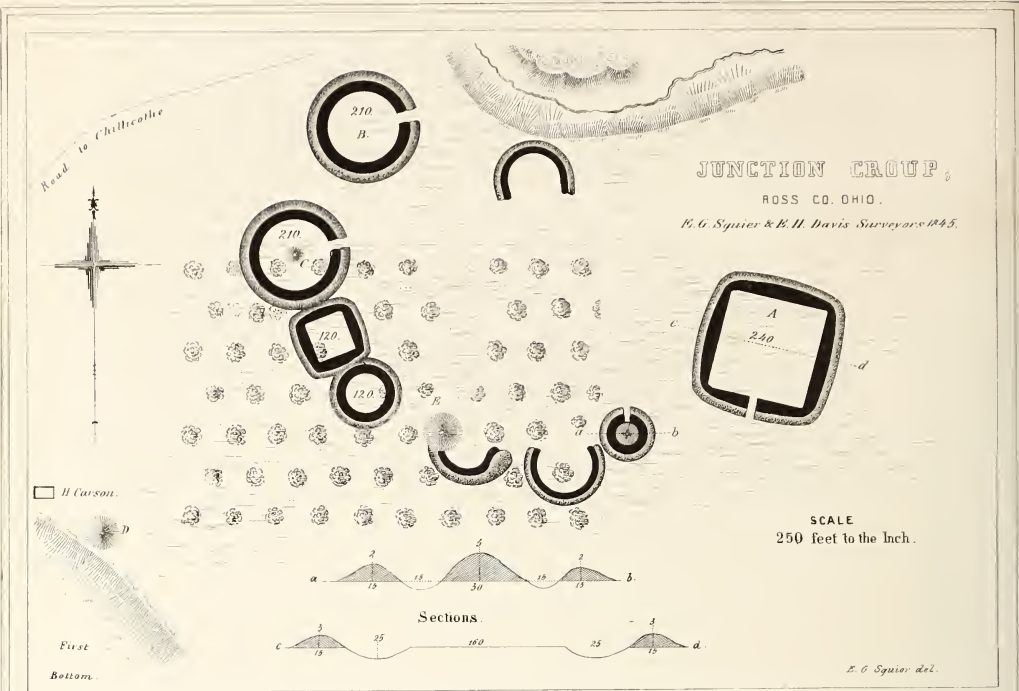 Road to Chillicothe
JUNCTION GROUP,
ROSS CO. OHIO.
E. G. Squier & E. H. Davis Surveyors 1845.
210.
B.
210.
C
120.
120.
A
240
c
d
E
a
b
H Carson.
D
First
Bottom.
SCALE
250 feet to the Inch.
2
5
2
a
15
15
30
15
15
b.
Sections.
3
3
c
15
25
160
25
15
d.
E. G Squier del.